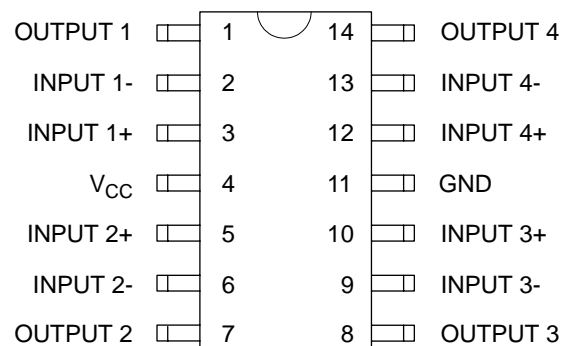 OUTPUT 1 1 14 OUTPUT 4
INPUT 1- 2 13 INPUT 4-
INPUT 1+ 3 12 INPUT 4+
VCC 4 11 GND
INPUT 2+ 5 10 INPUT 3+
INPUT 2- 6 9 INPUT 3-
OUTPUT 2 7 8 OUTPUT 3